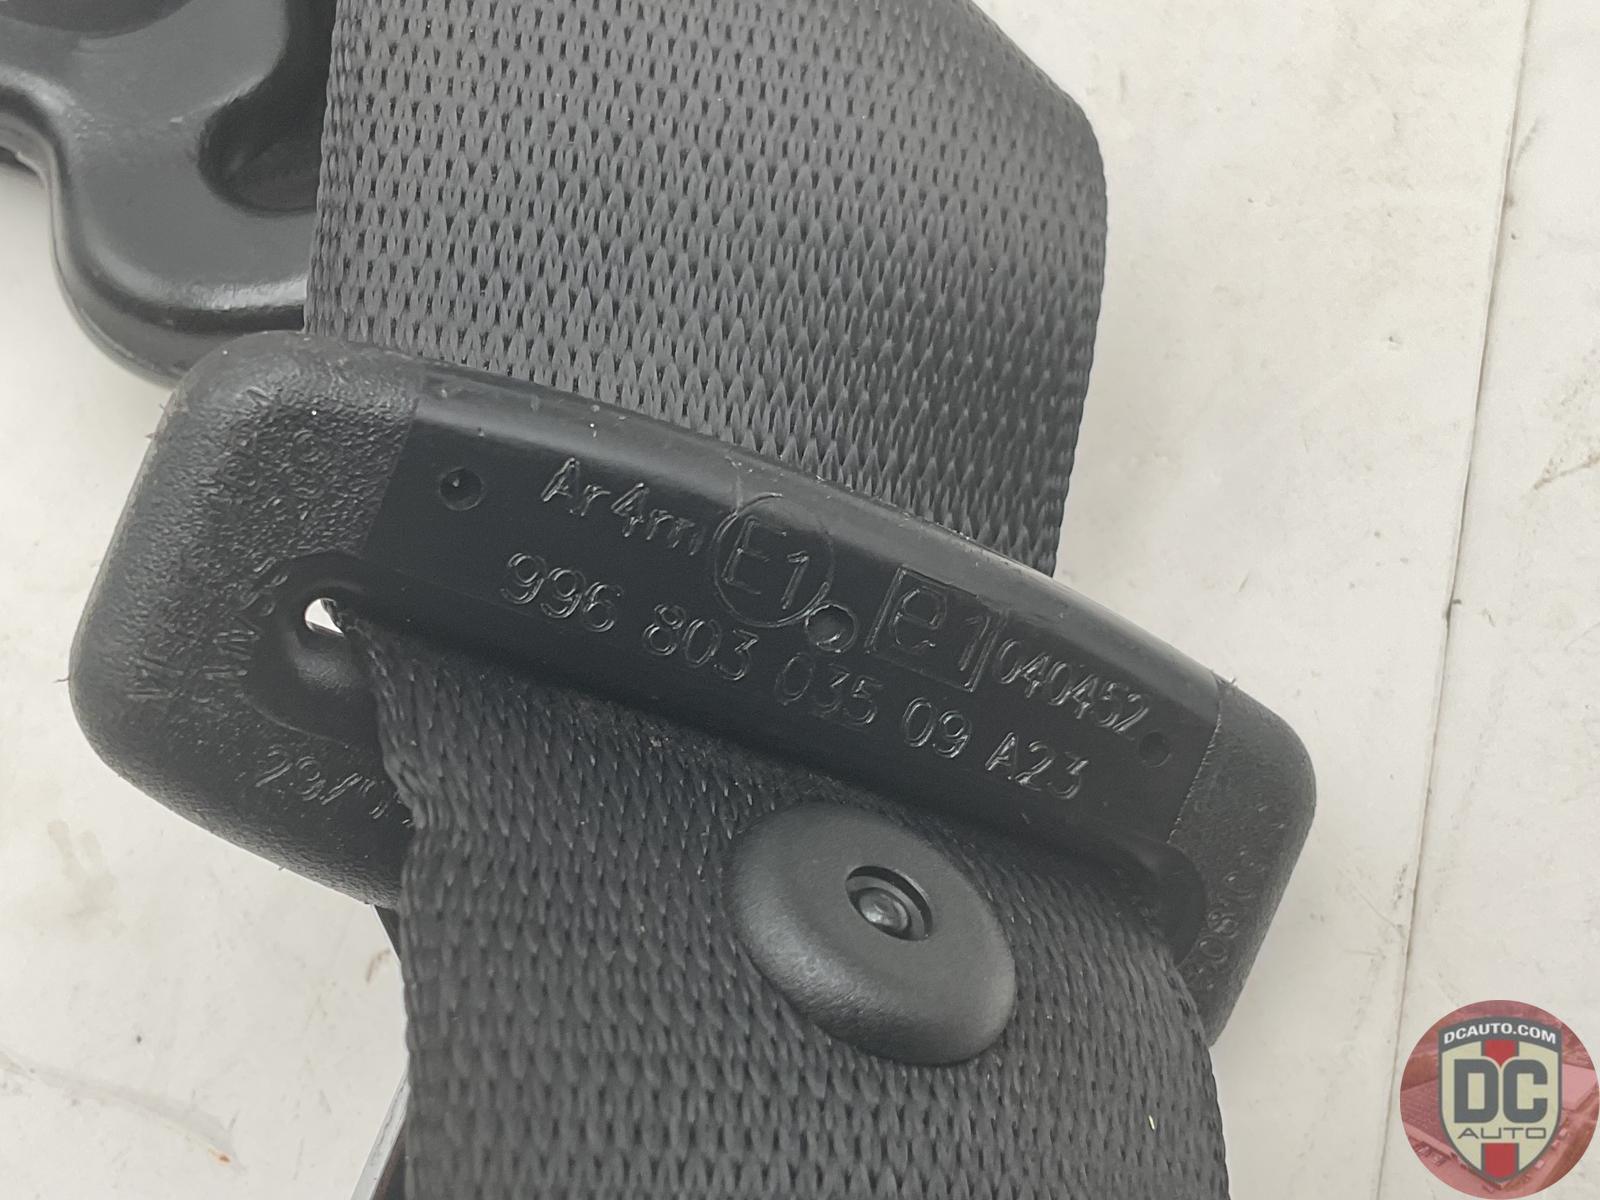 Ar4m E1 e1 040452
996 803 035 09 A23
DCAUTO.COM
DC
AUTO